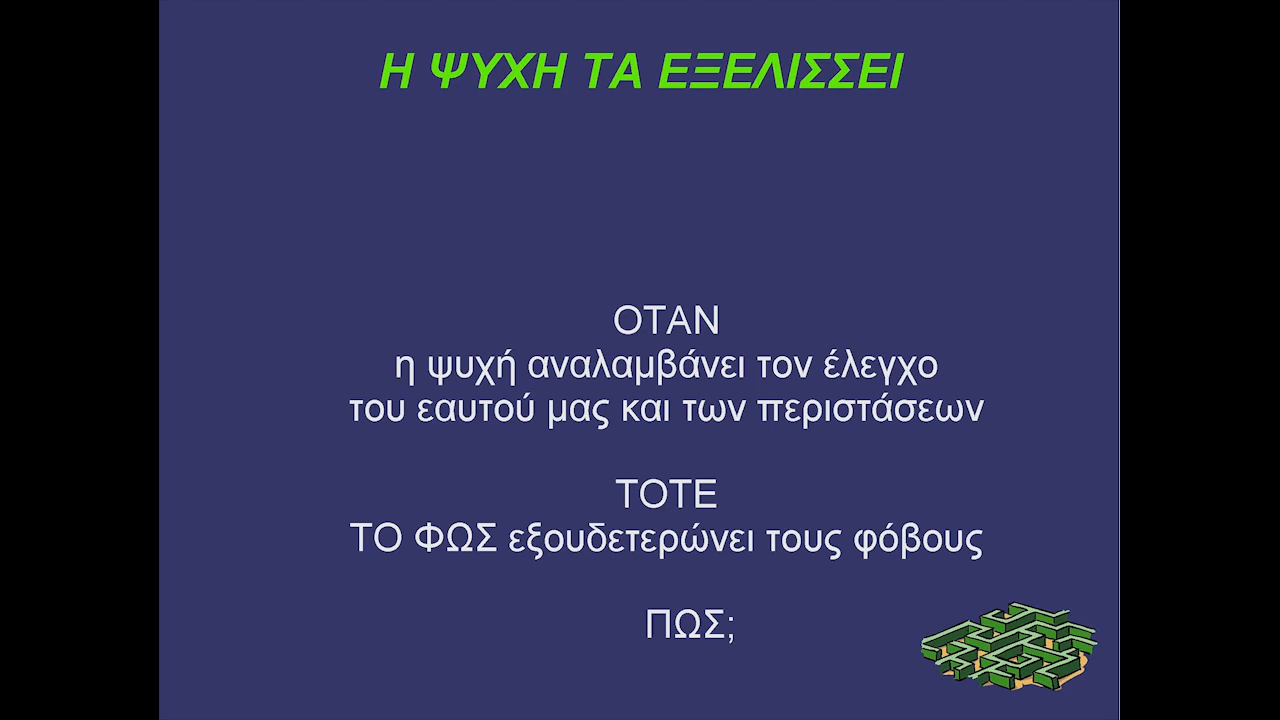 Η ΨΥΧΗ ΤΑ ΕΞΕΛΙΣΣΕΙ
ΟΤΑΝ
η ψυχή αναλαμβάνει τον έλεγχο
του εαυτού μας και των περιστάσεων
ΤΟΤΕ
ΤΟ ΦΩΣ εξουδετερώνει τους φόβους
ΠΩΣ;